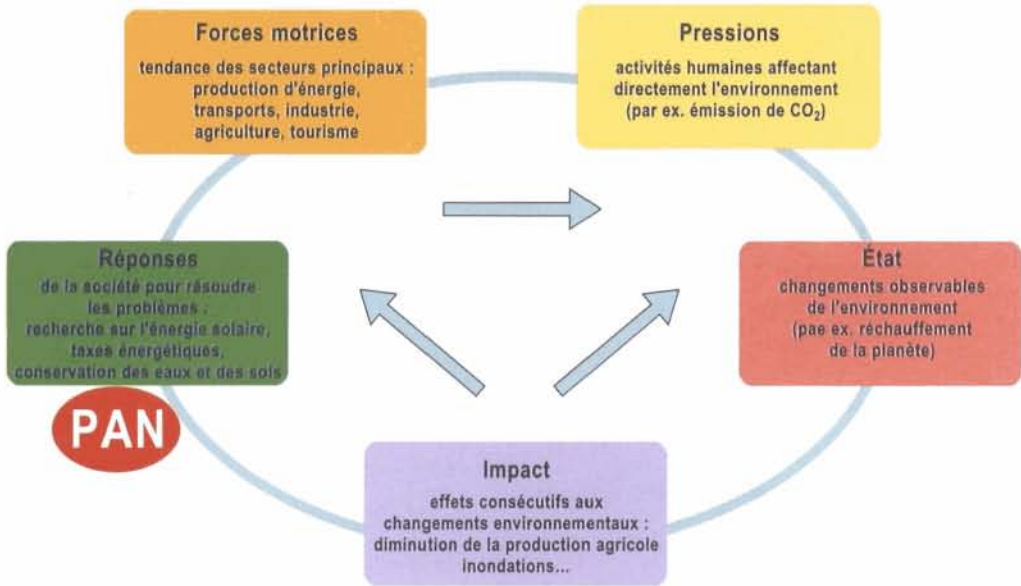 Forces motrices
tendance des secteurs principaux :
production d'énergie,
transports, industrie,
agriculture, tourisme
Pressions
activités humaines affectant
directement l'environnement
(par ex. émission de CO₂)
Réponses
de la société pour résoudre
les problèmes :
recherche sur l'énergie solaire,
taxes énergétiques,
conservation des eaux et des sols
État
changements observables
de l'environnement
(pae ex. réchauffement
de la planète)
PAN
Impact
effets consécutifs aux
changements environnementaux :
diminution de la production agricole
inondations...